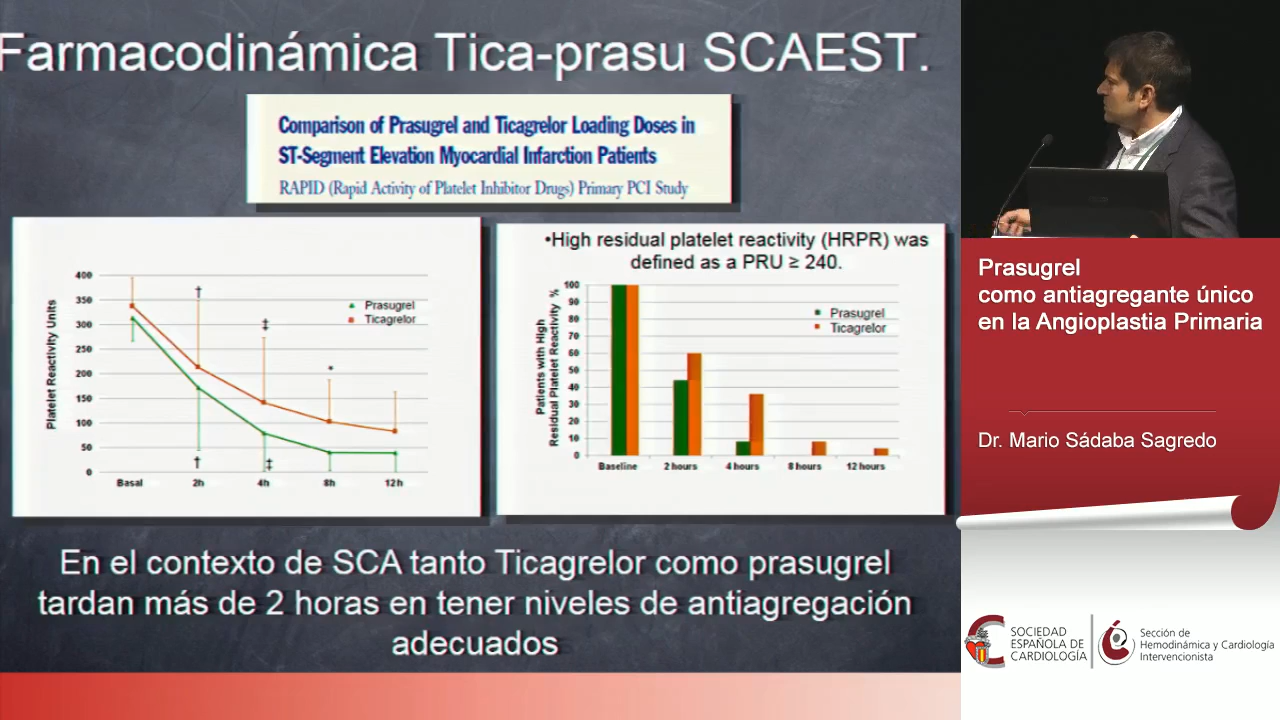 Farmacodinámica Tica-prasu SCAEST.
Comparison of Prasugrel and Ticagrelor Loading Doses in
ST-Segment Elevation Myocardial Infarction Patients
RAPID (Rapid Activity of Platelet Inhibitor Drugs) Primary PCI Study
Platelet Reactivity Units
400
350
300
250
200
150
100
50
0
† 
‡
*
†
‡
Prasugrel
Ticagrelor
Basal 2h 4h 8h 12h
•High residual platelet reactivity (HRPR) was
defined as a PRU ≥ 240.
Patients with High
Residual Platelet Reactivity %
100
90
80
70
60
50
40
30
20
10
0
Prasugrel
Ticagrelor
Baseline 2 hours 4 hours 8 hours 12 hours
En el contexto de SCA tanto Ticagrelor como prasugrel
tardan más de 2 horas en tener niveles de antiagregación
adecuados
Prasugrel
como antiagregante único
en la Angioplastia Primaria
Dr. Mario Sádaba Sagredo
SOCIEDAD
ESPAÑOLA DE
CARDIOLOGÍA
Sección de
Hemodinámica y Cardiología
Intervencionista